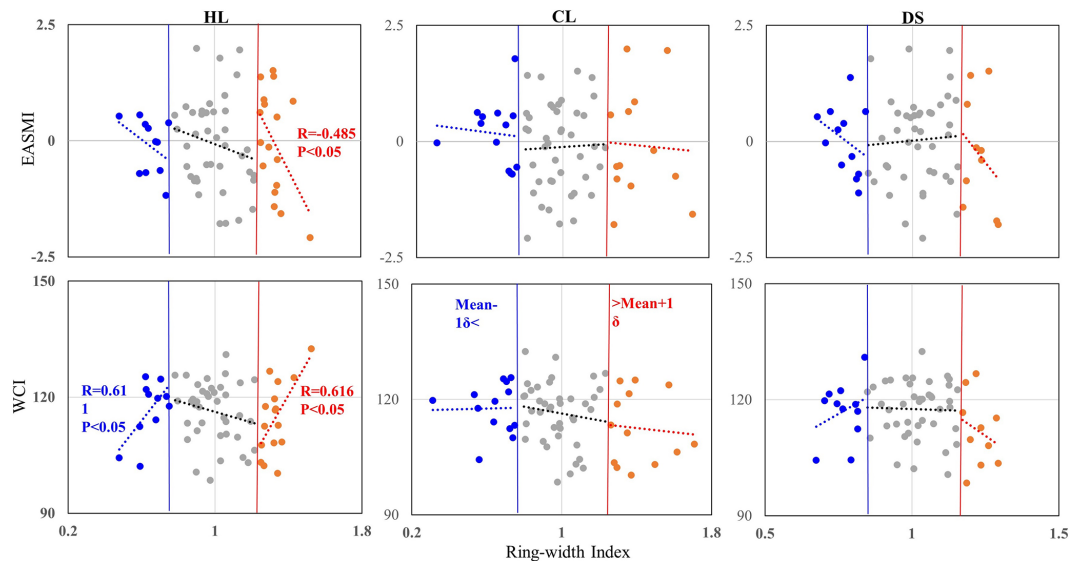 HL CL DS
2.5 2.5 2.5
EASMI 0 0 0
R=-0.485
P<0.05
-2.5 -2.5 -2.5
150 150 150
Mean- >Mean+1
1δ< δ
WCI 120 120 120
R=0.61 R=0.616
1 P<0.05
P<0.05
90 90 90
0.2 1 1.8 0.2 1 1.8 0.5 1 1.5
Ring-width Index